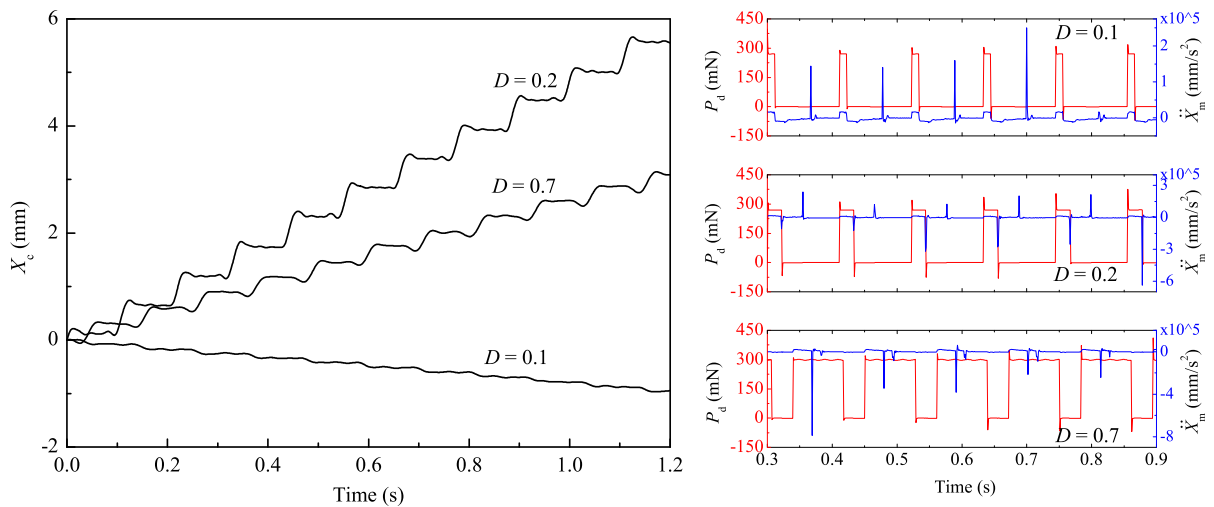 6
4
2
0
-2
X_c (mm)
D = 0.2
D = 0.7
D = 0.1
0.0 0.2 0.4 0.6 0.8 1.0 1.2
Time (s)
450
300
150
0
-150
P_d (mN)
D = 0.1
x10^5
2
1
0
Ẍ_m (mm/s²)
450
300
150
0
-150
P_d (mN)
D = 0.2
x10^5
3
0
-3
-6
Ẍ_m (mm/s²)
450
300
150
0
-150
P_d (mN)
D = 0.7
x10^5
0
-4
-8
Ẍ_m (mm/s²)
0.3 0.4 0.5 0.6 0.7 0.8 0.9
Time (s)